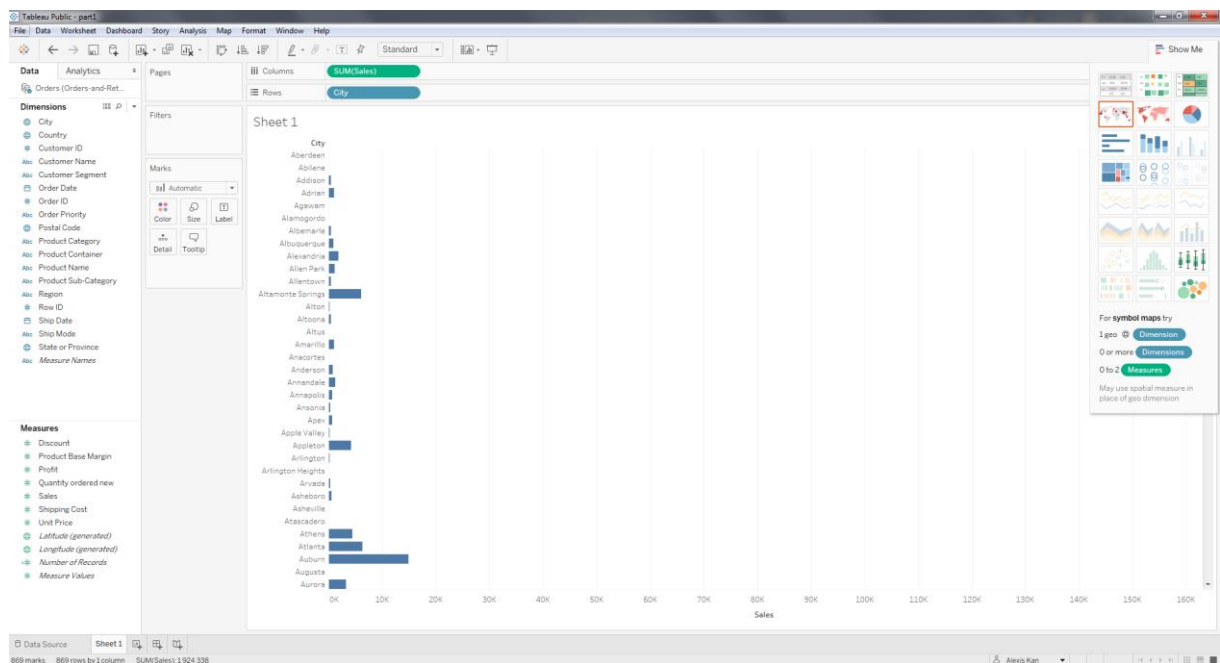 Tableau Public - part1
File Data Worksheet Dashboard Story Analysis Map Format Window Help
Standard
Show Me
Data Analytics
Orders (Orders-and-Ret...
Dimensions
City
Country
Customer ID
Abc Customer Name
Abc Customer Segment
Order Date
Order ID
Abc Order Priority
Postal Code
Abc Product Category
Abc Product Container
Abc Product Name
Abc Product Sub-Category
Abc Region
Row ID
Ship Date
Abc Ship Mode
State or Province
Abc Measure Names
Measures
Discount
Product Base Margin
Profit
Quantity ordered new
Sales
Shipping Cost
Unit Price
Latitude (generated)
Longitude (generated)
Number of Records
Measure Values
Pages
Filters
Marks
Automatic
Color Size Label
Detail Tooltip
Columns SUM(Sales)
Rows City
Sheet 1
City
Aberdeen
Abilene
Addison
Adrian
Agawam
Alamogordo
Albemarle
Albuquerque
Alexandria
Allen Park
Allentown
Altamonte Springs
Alton
Altoona
Altus
Amarillo
Anacortes
Anderson
Annandale
Annapolis
Ansonia
Apex
Apple Valley
Appleton
Arlington
Arlington Heights
Arvada
Asheboro
Asheville
Atascadero
Athens
Atlanta
Auburn
Augusta
Aurora
0K 10K 20K 30K 40K 50K 60K 70K 80K 90K 100K 110K 120K 130K 140K 150K 160K
Sales
For symbol maps try
1 geo Dimension
0 or more Dimensions
0 to 2 Measures
May use spatial measure in
place of geo dimension
Data Source Sheet 1
869 marks 869 rows by 1 column SUM(Sales): 1 924 338
Alexis Kan